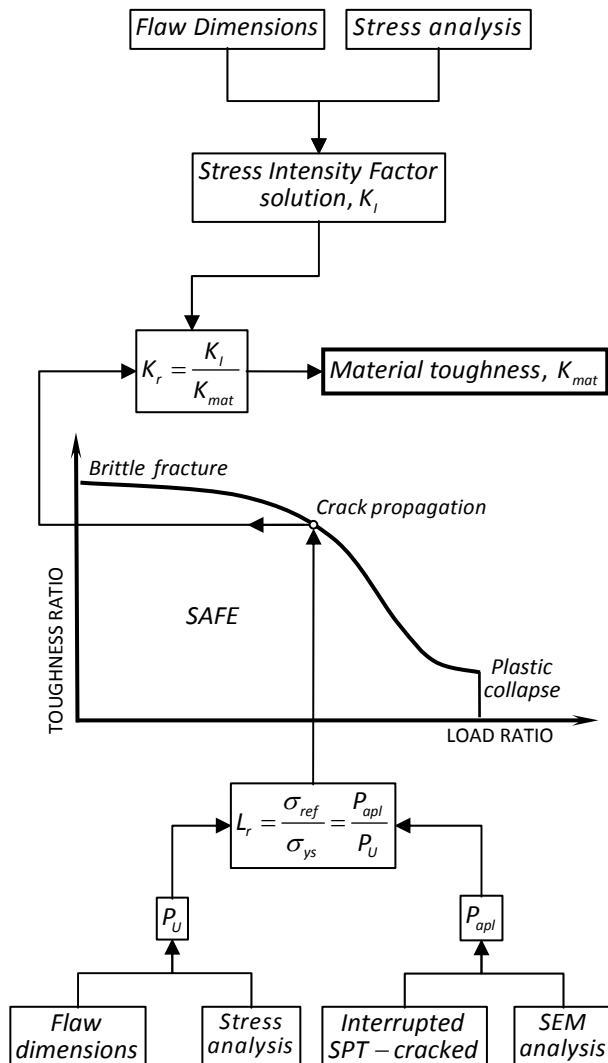 Flaw Dimensions
Stress analysis
Stress Intensity Factor
solution, K_I
K_r = K_I / K_mat
Material toughness, K_mat
Brittle fracture
Crack propagation
TOUGHNESS RATIO
SAFE
Plastic
collapse
LOAD RATIO
L_r = σ_ref / σ_ys = P_apl / P_U
P_U
P_apl
Flaw
dimensions
Stress
analysis
Interrupted
SPT – cracked
SEM
analysis